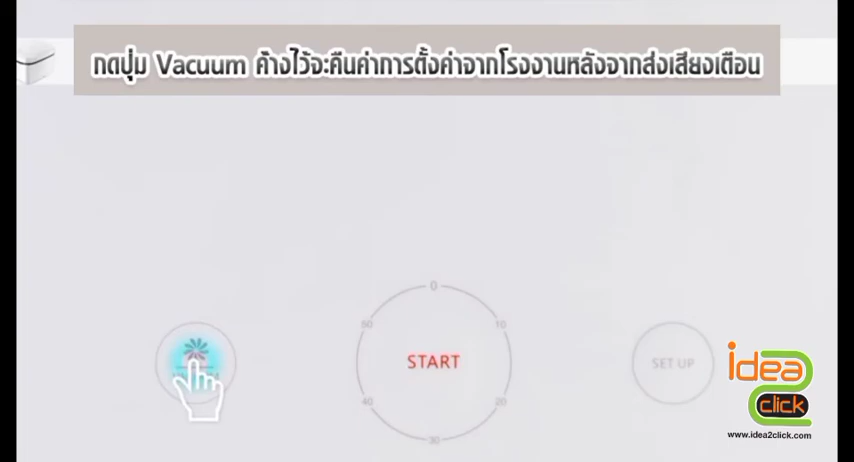 กดปุ่ม Vacuum ค้างไว้จะคืนค่าการตั้งค่าจากโรงงานหลังจากส่งเสียงเตือน
0
50 10
START
SET UP
40 20
30
idea
2
click
www.idea2click.com